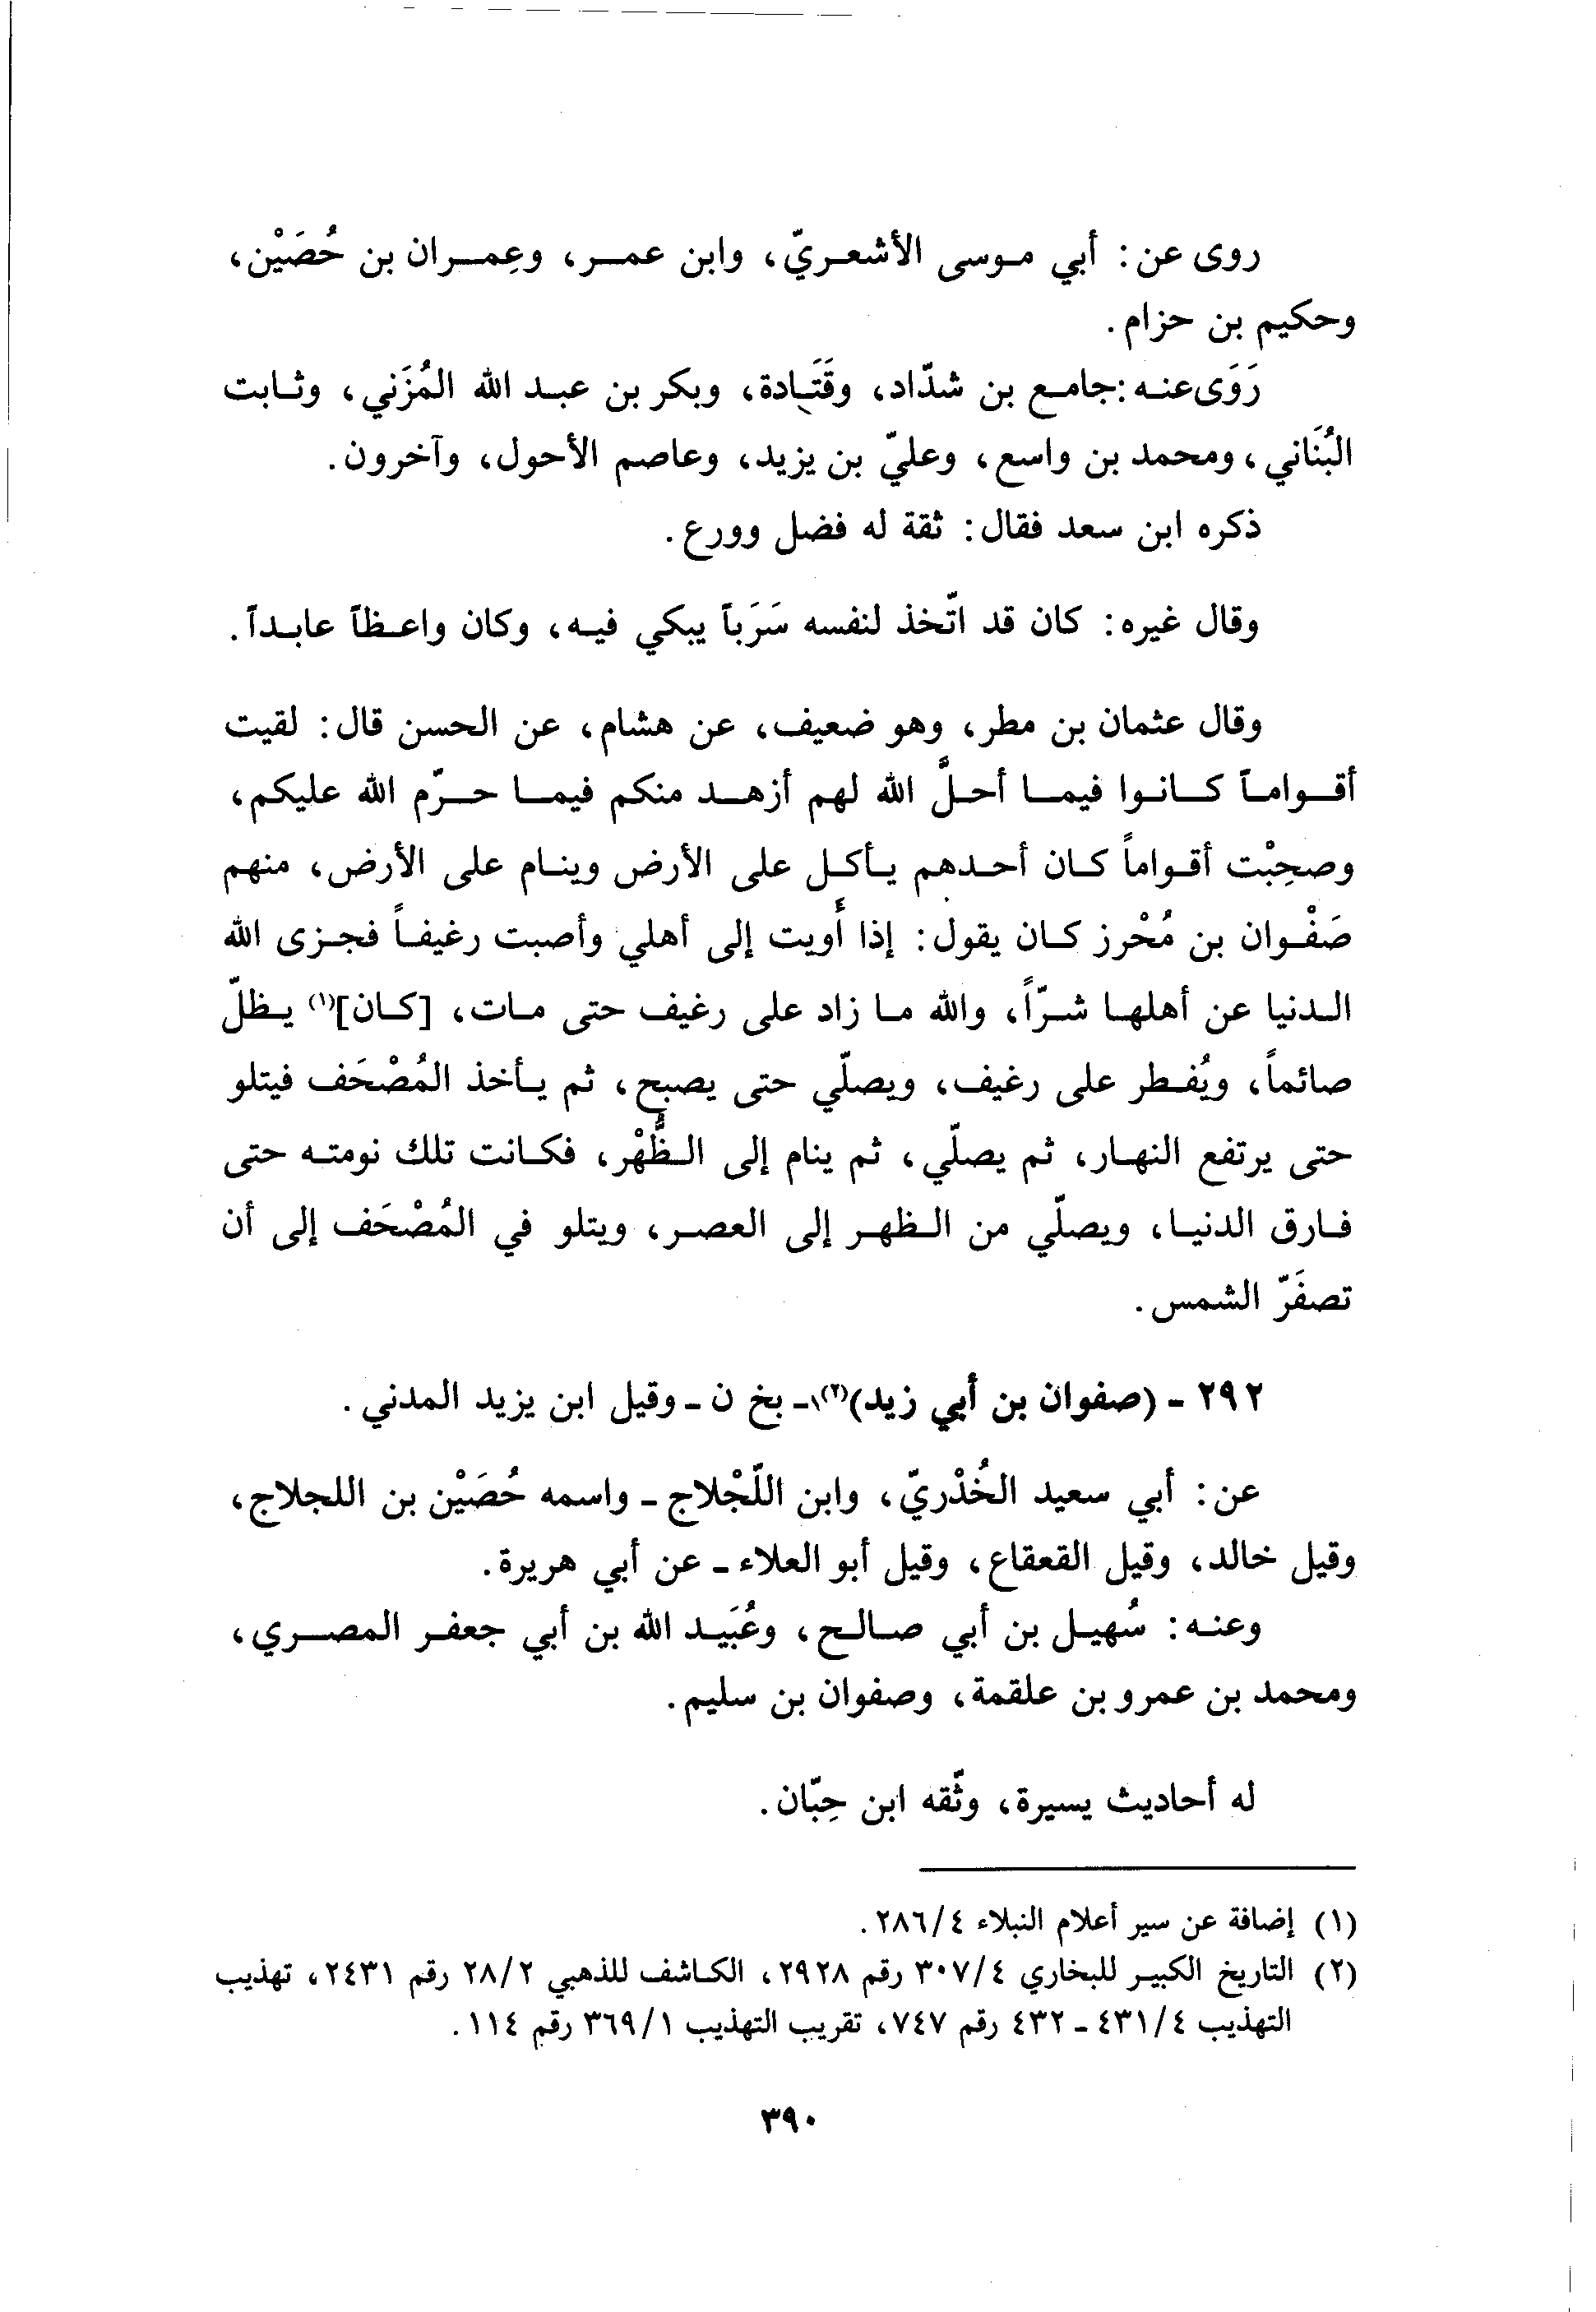 روى عن: أبي موسى الأشعريّ، وابن عمر، وعِمران بن حُصَيْن،
وحكيم بن حزام.
رَوَى عنه: جامع بن شدّاد، وقَتَادة، وبكر بن عبد الله المُزَني، وثابت
البُنَاني، ومحمد بن واسع، وعليّ بن يزيد، وعاصم الأحول، وآخرون.
ذكره ابن سعد فقال: ثقة له فضل وورع.
وقال غيره: كان قد اتّخذ لنفسه سَرَباً يبكي فيه، وكان واعظاً عابداً.
وقال عثمان بن مطر، وهو ضعيف، عن هشام، عن الحسن قال: لقيت
أقواماً كانوا فيما أحلَّ الله لهم أزهد منكم فيما حرّم الله عليكم،
وصحِبْت أقواماً كان أحدهم يأكل على الأرض وينام على الأرض، منهم
صَفْوان بن مُحْرز كان يقول: إذا أَويت إلى أهلي وأصبت رغيفاً فجزى الله
الدنيا عن أهلها شرّاً، والله ما زاد على رغيف حتى مات، [كان](١) يظلّ
صائماً، ويُفطر على رغيف، ويصلّي حتى يصبح، ثم يأخذ المُصْحَف فيتلو
حتى يرتفع النهار، ثم يصلّي، ثم ينام إلى الظُّهْر، فكانت تلك نومته حتى
فارق الدنيا، ويصلّي من الظهر إلى العصر، ويتلو في المُصْحَف إلى أن
تصفَرّ الشمس.
٢٩٢ - (صفوان بن أبي زيد)(٢) - بخ ن - وقيل ابن يزيد المدني.
عن: أبي سعيد الخُذْريّ، وابن اللّجْلاج - واسمه حُصَيْن بن اللجلاج،
وقيل خالد، وقيل القعقاع، وقيل أبو العلاء - عن أبي هريرة.
وعنه: سُهيل بن أبي صالح، وعُبَيد الله بن أبي جعفر المصري،
ومحمد بن عمرو بن علقمة، وصفوان بن سليم.
له أحاديث يسيرة، وثّقه ابن حِبّان.
(١) إضافة عن سير أعلام النبلاء ٢٨٦/٤.
(٢) التاريخ الكبير للبخاري ٣٠٧/٤ رقم ٢٩٢٨، الكاشف للذهبي ٢٨/٢ رقم ٢٤٣١، تهذيب
التهذيب ٤٣١/٤ - ٤٣٢ رقم ٧٤٧، تقريب التهذيب ٣٦٩/١ رقم ١١٤.
٣٩٠